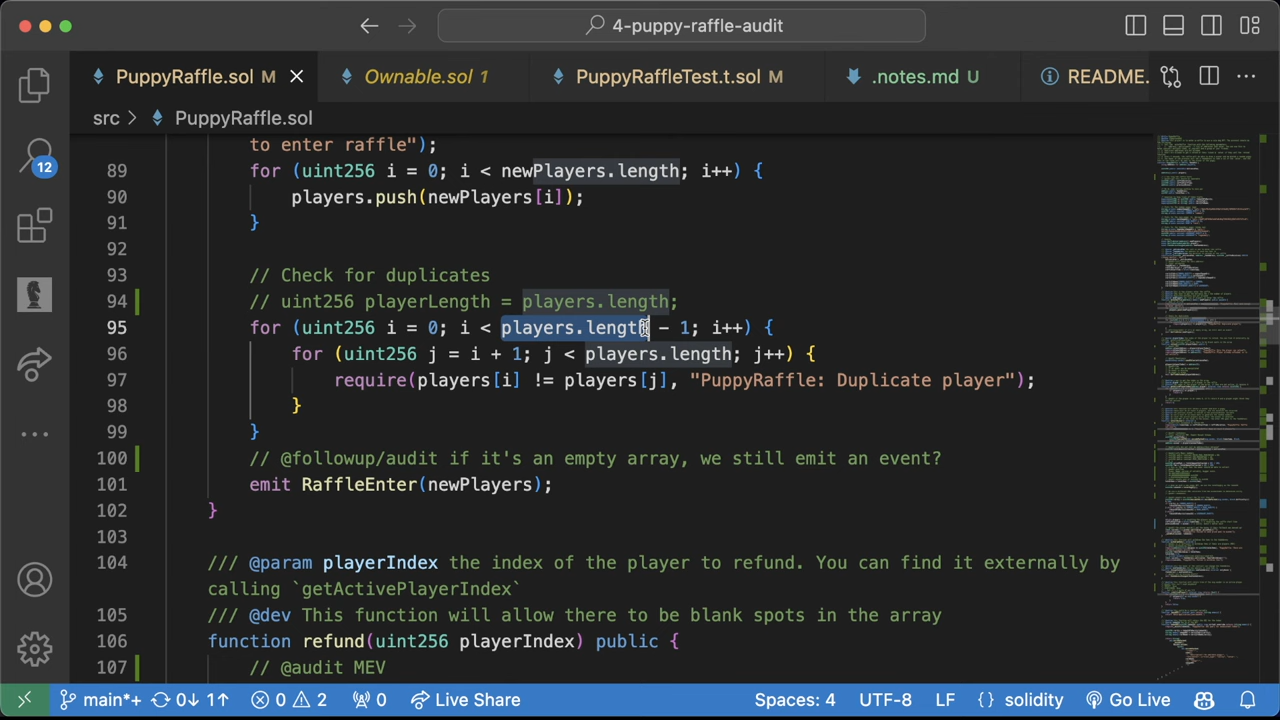 4-puppy-raffle-audit
PuppyRaffle.sol M
Ownable.sol 1
PuppyRaffleTest.t.sol M
.notes.md U
README.
12
src > PuppyRaffle.sol
to enter raffle");
89 for (uint256 i = 0; i < newPlayers.length; i++) {
90 players.push(newPlayers[i]);
91 }
92
93 // Check for duplicates
94 // uint256 playerLength = players.length;
95 for (uint256 i = 0; i < players.length - 1; i++) {
96 for (uint256 j = i + 1; j < players.length; j++) {
97 require(players[i] != players[j], "PuppyRaffle: Duplicate player");
98 }
99 }
100 // @followup/audit if it's an empty array, we still emit an event?
101 emit RaffleEnter(newPlayers);
102 }
103
104 /// @param playerIndex the index of the player to refund. You can find it externally by
calling `getActivePlayerIndex`
105 /// @dev This function will allow there to be blank spots in the array
106 function refund(uint256 playerIndex) public {
107 // @audit MEV
main*+ 0↓ 1↑ 0 2 0 Live Share Spaces: 4 UTF-8 LF {} solidity Go Live